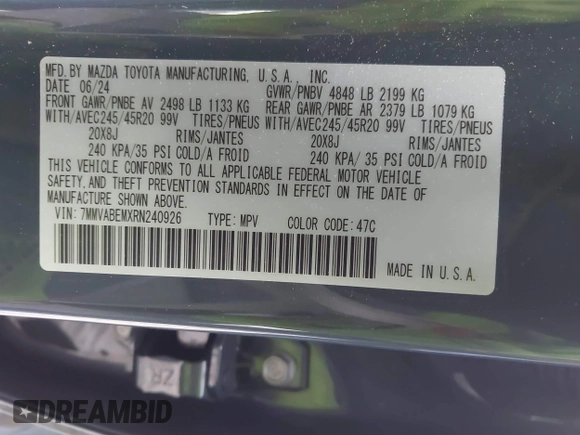 MFD. BY MAZDA TOYOTA MANUFACTURING, U.S.A., INC.
DATE 06/24 GVWR/PNBV 4848 LB 2199 KG
FRONT GAWR/PNBE AV 2498 LB 1133 KG REAR GAWR/PNBE AR 2379 LB 1079 KG
WITH/AVEC245/45R20 99V TIRES/PNEUS WITH/AVEC245/45R20 99V TIRES/PNEUS
20X8J RIMS/JANTES 20X8J RIMS/JANTES
240 KPA/ 35 PSI COLD/A FROID 240 KPA/ 35 PSI COLD/A FROID
THIS VEHICLE CONFORMS TO ALL APPLICABLE FEDERAL MOTOR VEHICLE
SAFETY, AND THEFT PREVENTION STANDARDS IN EFFECT ON THE DATE OF
MANUFACTURE SHOWN ABOVE.
VIN: 7MMVABEMXRN240926 TYPE: MPV COLOR CODE: 47C
MADE IN U.S.A.
ZR
DREAMBID